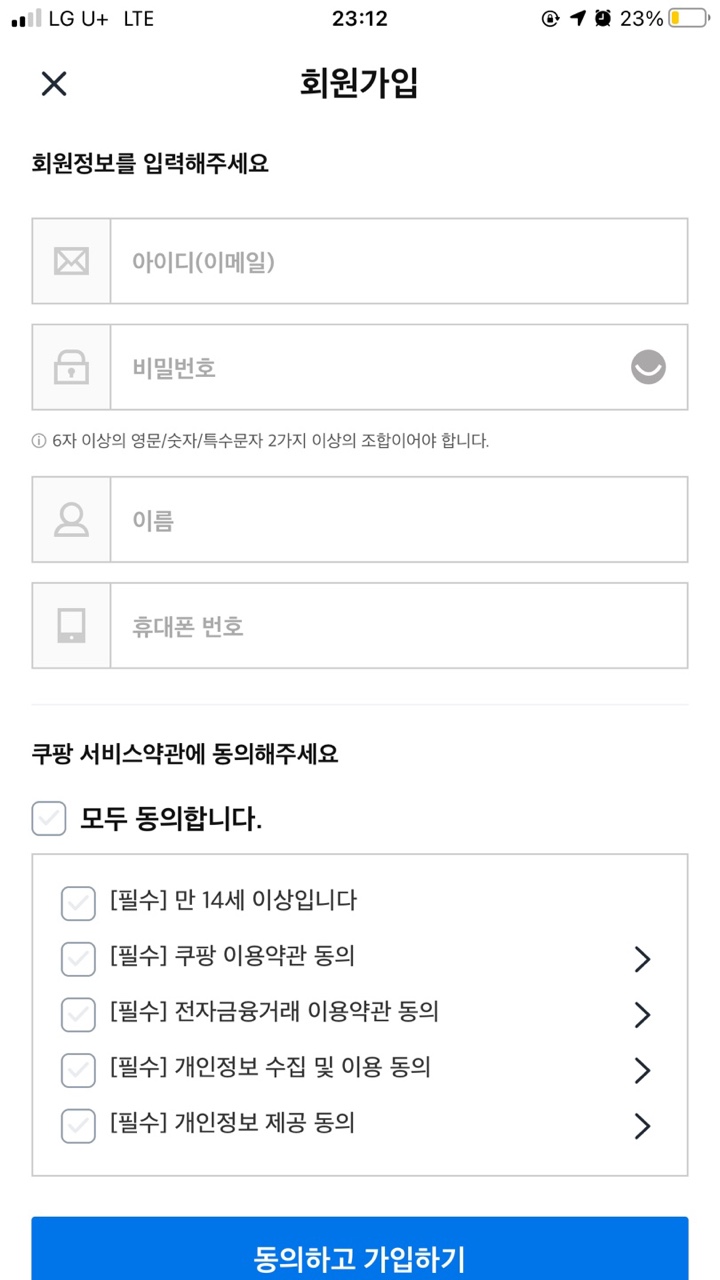 LG U+ LTE 23:12 23%
회원가입
회원정보를 입력해주세요
아이디(이메일)
비밀번호
6자 이상의 영문/숫자/특수문자 2가지 이상의 조합이어야 합니다.
이름
휴대폰 번호
쿠팡 서비스약관에 동의해주세요
모두 동의합니다.
[필수] 만 14세 이상입니다
[필수] 쿠팡 이용약관 동의
[필수] 전자금융거래 이용약관 동의
[필수] 개인정보 수집 및 이용 동의
[필수] 개인정보 제공 동의
동의하고 가입하기